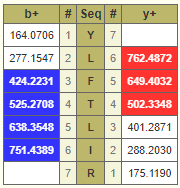 b+ # Seq # y+
164.0706 1 Y 7
277.1547 2 L 6 762.4872
424.2231 3 F 5 649.4032
525.2708 4 T 4 502.3348
638.3548 5 L 3 401.2871
751.4389 6 I 2 288.2030
7 R 1 175.1190